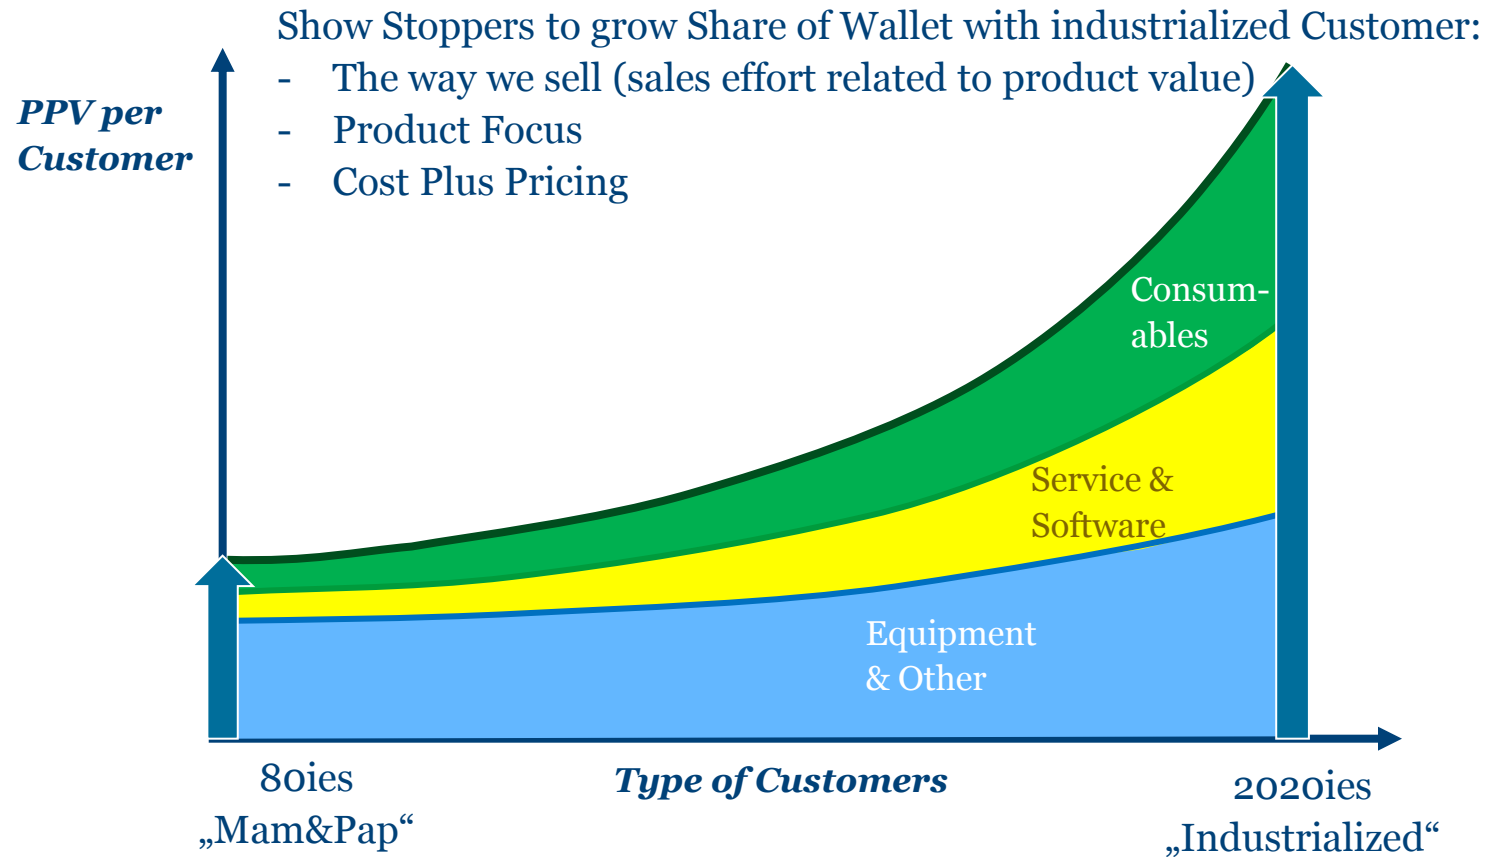 Show Stoppers to grow Share of Wallet with industrialized Customer:
- The way we sell (sales effort related to product value)
- Product Focus
- Cost Plus Pricing
PPV per
Customer
Consum-
ables
Service &
Software
Equipment
& Other
80ies
„Mam&Pap“
Type of Customers
2020ies
„Industrialized“